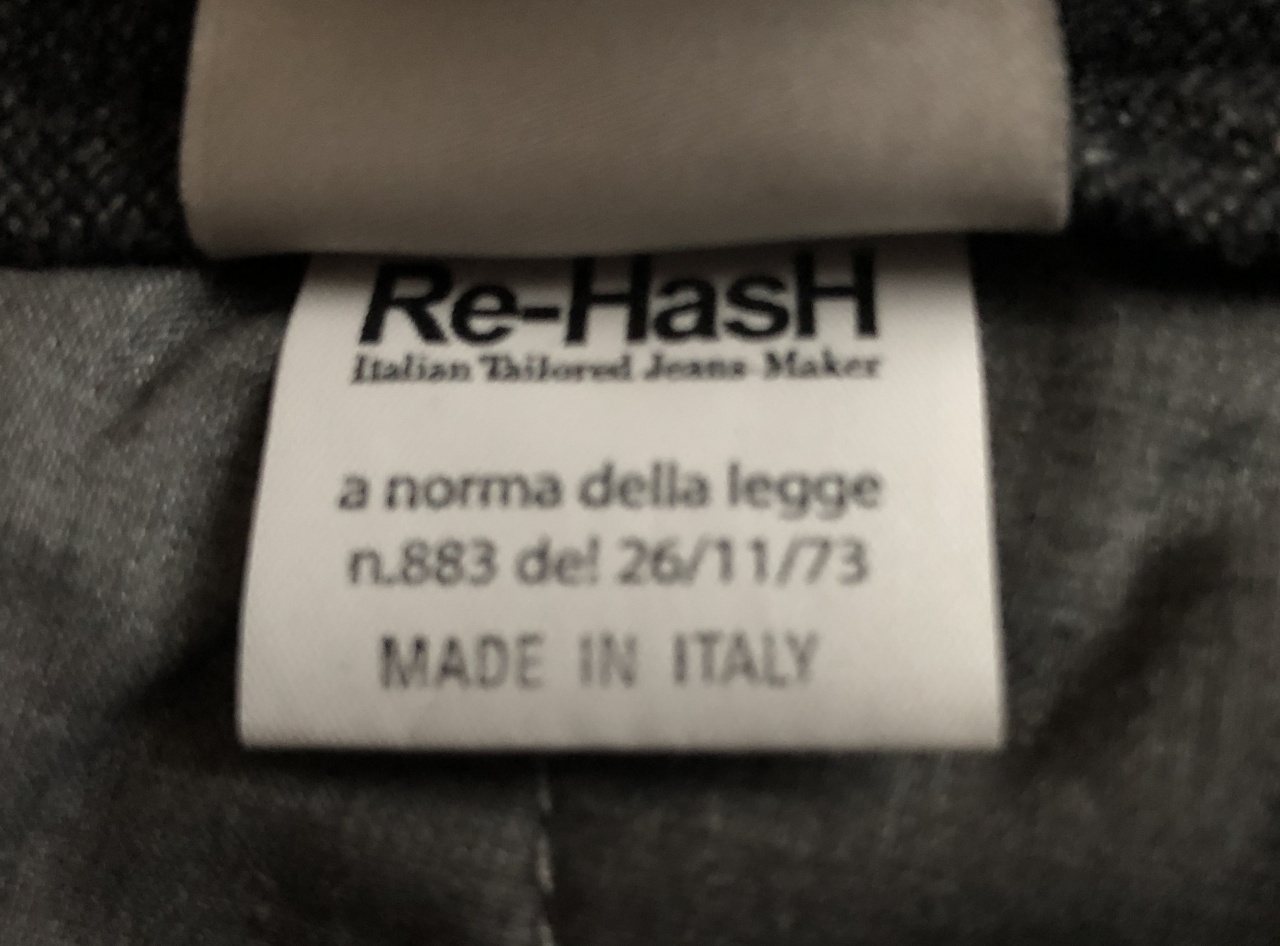 Re-HasH
Italian Tailored Jeans Maker
a norma della legge
n.883 del 26/11/73
MADE IN ITALY